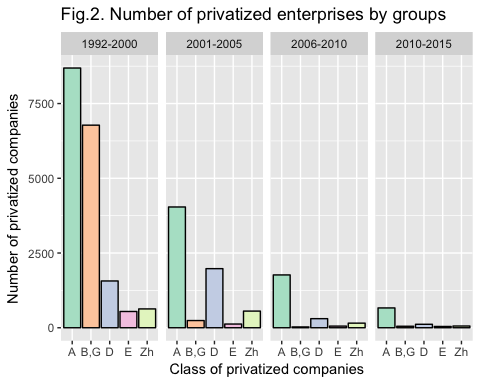 Fig.2. Number of privatized enterprises by groups
1992-2000 2001-2005 2006-2010 2010-2015
Number of privatized companies
7500
5000
2500
0
A B,G D E Zh A B,G D E Zh A B,G D E Zh A B,G D E Zh
Class of privatized companies